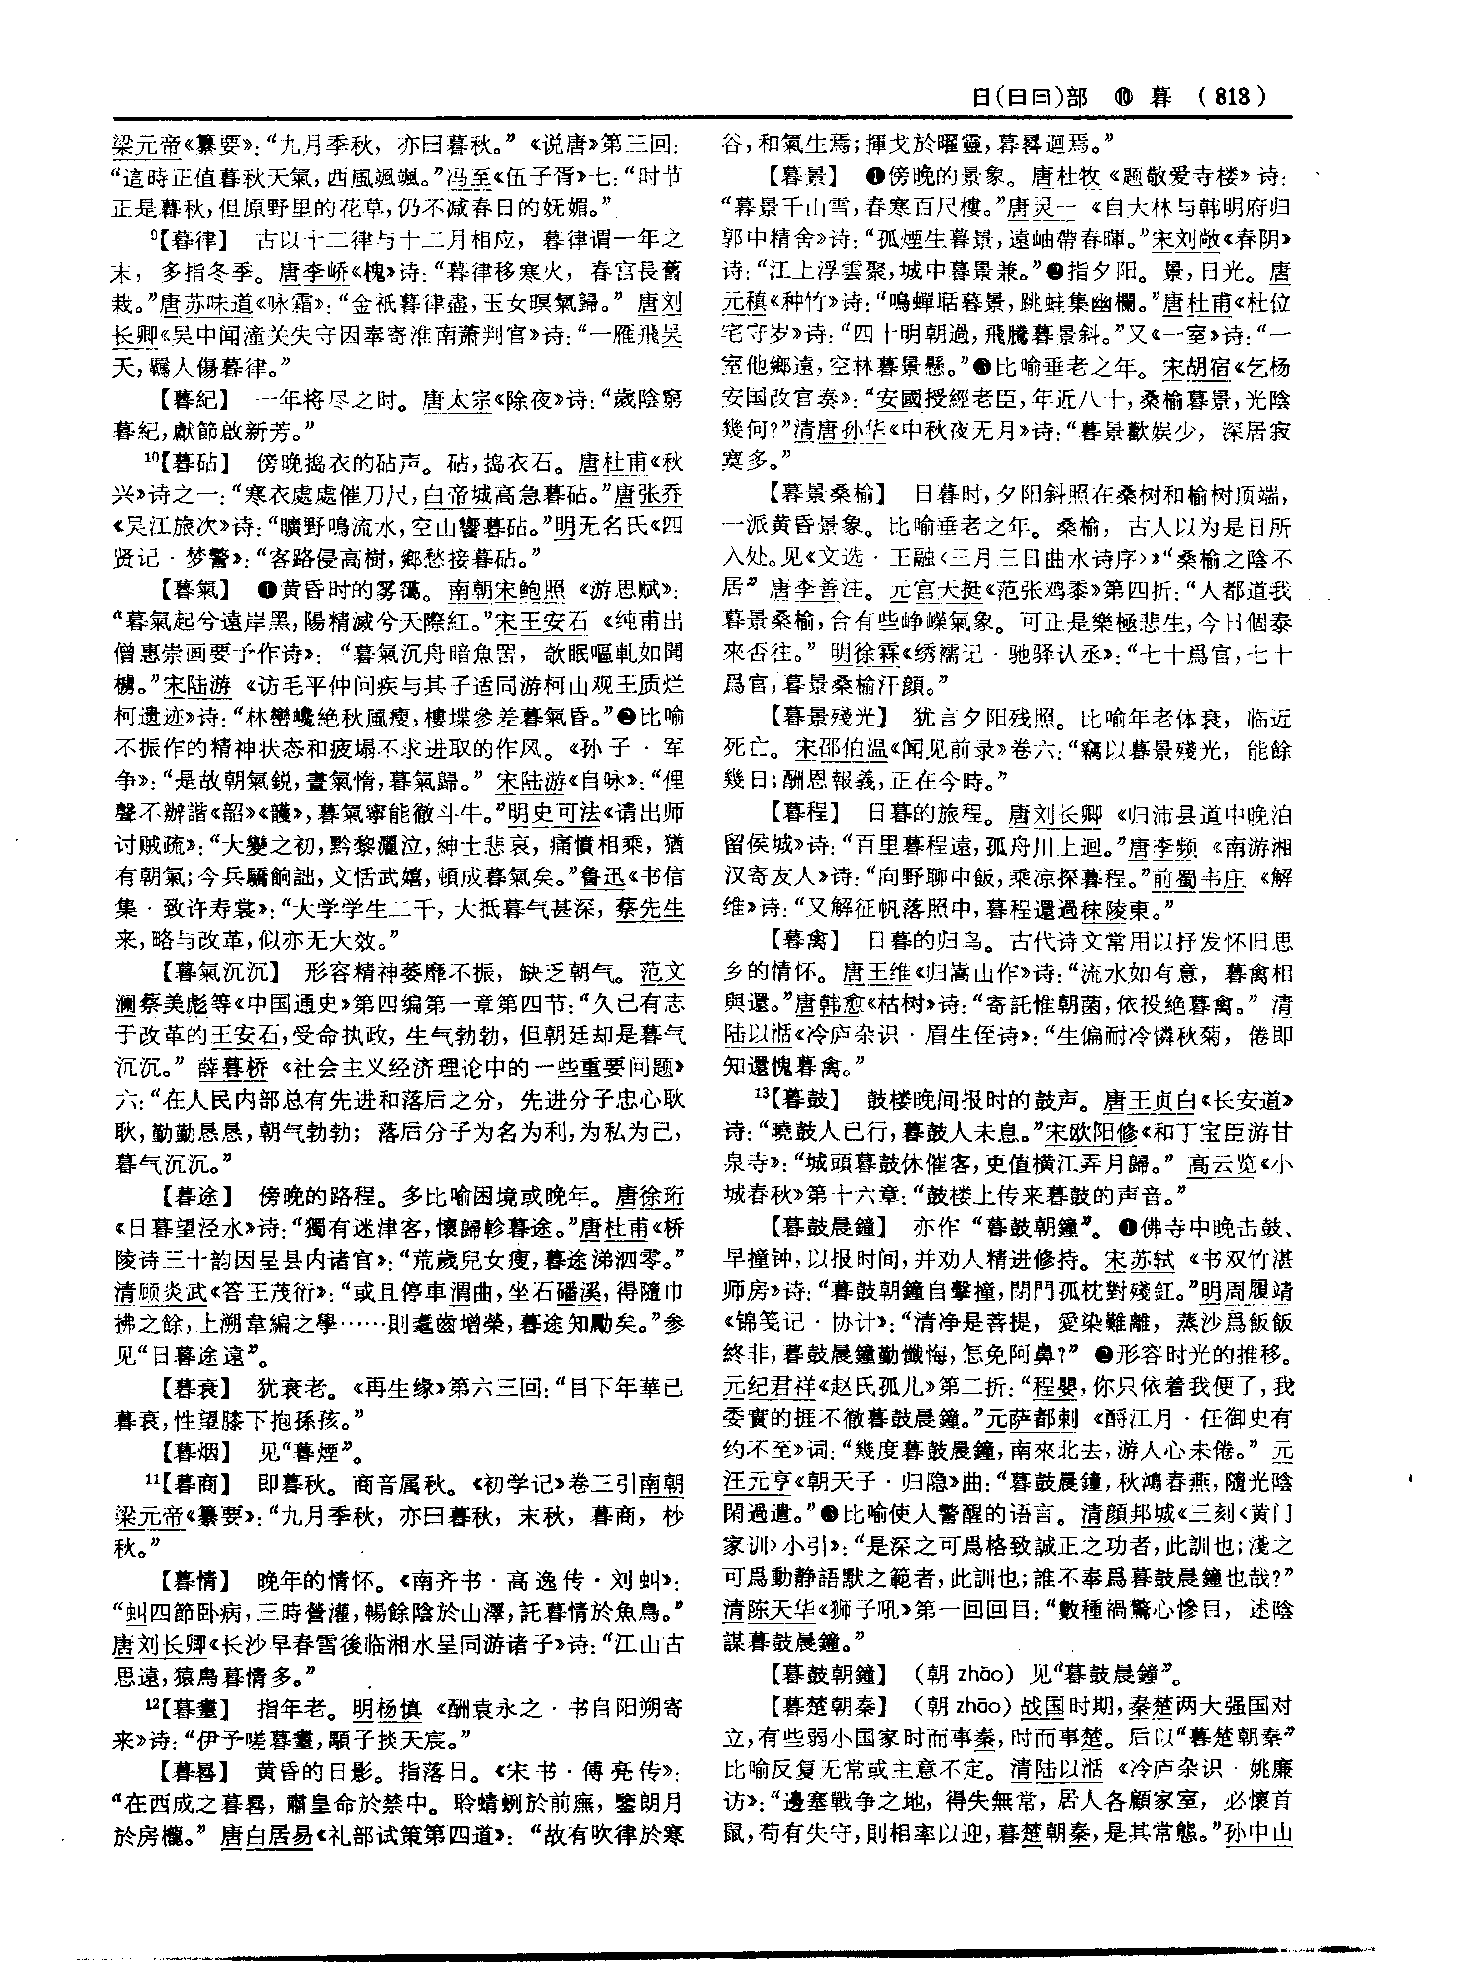 日(日曰)部 ⑩ 暮 (813)
梁元帝《纂要》：“九月季秋，亦曰暮秋。”《说唐》第三回：
“這時正值暮秋天氣，西風颯颯。”冯至《伍子胥》七：“时节
正是暮秋，但原野里的花草，仍不减春日的妩媚。”
⁹【暮律】 古以十二律与十二月相应，暮律谓一年之
末，多指冬季。唐李峤《槐》诗：“暮律移寒火，春宫長舊
栽。”唐苏味道《咏霜》：“金祇暮律盡，玉女暝氣歸。”唐刘
长卿《吴中闻潼关失守因奉寄淮南萧判官》诗：“一雁飛吴
天，羈人傷暮律。”
【暮紀】 一年将尽之时。唐太宗《除夜》诗：“歲陰窮
暮紀，獻節啟新芳。”
¹⁰【暮砧】 傍晚捣衣的砧声。砧，捣衣石。唐杜甫《秋
兴》诗之一：“寒衣處處催刀尺，白帝城高急暮砧。”唐张乔
《吴江旅次》诗：“曠野鳴流水，空山響暮砧。”明无名氏《四
贤记·梦警》：“客路侵高樹，鄉愁接暮砧。”
【暮氣】 ❶黄昏时的雾霭。南朝宋鲍照《游思赋》：
“暮氣起兮遠岸黑，陽精滅兮天際紅。”宋王安石《纯甫出
僧惠崇画要予作诗》：“暮氣沉舟暗魚罟，欹眠嘔軋如聞
櫓。”宋陆游《访毛平仲问疾与其子适同游柯山观王质烂
柯遗迹》诗：“林巒巉絶秋風瘦，樓堞參差暮氣昏。”❷比喻
不振作的精神状态和疲塌不求进取的作风。《孙子·军
争》：“是故朝氣鋭，晝氣惰，暮氣歸。”宋陆游《自咏》：“俚
聲不辦諧《韶》《頀》，暮氣寧能徹斗牛。”明史可法《请出师
讨贼疏》：“大變之初，黔黎灑泣，紳士悲哀，痛憤相乘，猶
有朝氣；今兵驕餉詘，文恬武嬉，頓成暮氣矣。”鲁迅《书信
集·致许寿裳》：“大学学生二千，大抵暮气甚深，蔡先生
来，略与改革，似亦无大效。”
【暮氣沉沉】 形容精神萎靡不振，缺乏朝气。范文
澜蔡美彪等《中国通史》第四编第一章第四节：“久已有志
于改革的王安石，受命执政，生气勃勃，但朝廷却是暮气
沉沉。”薛暮桥《社会主义经济理论中的一些重要问题》
六：“在人民内部总有先进和落后之分，先进分子忠心耿
耿，勤勤恳恳，朝气勃勃；落后分子为名为利，为私为己，
暮气沉沉。”
【暮途】 傍晚的路程。多比喻困境或晚年。唐徐珩
《日暮望泾水》诗：“獨有迷津客，懷歸軫暮途。”唐杜甫《桥
陵诗三十韵因呈县内诸官》：“荒歲兒女瘦，暮途涕泗零。”
清顾炎武《答王茂衍》：“或且停車渭曲，坐石磻溪，得隨巾
拂之餘，上溯韋編之學……則耄齒增榮，暮途知勵矣。”参
见“日暮途遠”。
【暮衰】 犹衰老。《再生缘》第六三回：“目下年華已
暮衰，性望膝下抱孫孩。”
【暮烟】 见“暮煙”。
¹¹【暮商】 即暮秋。商音属秋。《初学记》卷三引南朝
梁元帝《纂要》：“九月季秋，亦曰暮秋，末秋，暮商，杪
秋。”
【暮情】 晚年的情怀。《南齐书·高逸传·刘虯》：
“虯四節卧病，三時營灌，暢餘陰於山澤，託暮情於魚鳥。”
唐刘长卿《长沙早春雪後临湘水呈同游诸子》诗：“江山古
思遠，猿鳥暮情多。”
¹²【暮耋】 指年老。明杨慎《酬袁永之·书自阳朔寄
来》诗：“伊予嗟暮耋，顒子掞天宸。”
【暮晷】 黄昏的日影。指落日。《宋书·傅亮传》：
“在西成之暮晷，肅皇命於禁中。聆蜻蛚於前廡，鑒朗月
於房櫳。”唐白居易《礼部试策第四道》：“故有吹律於寒
谷，和氣生焉；揮戈於曜靈，暮晷迴焉。”
【暮景】 ❶傍晚的景象。唐杜牧《题敬爱寺楼》诗：
“暮景千山雪，春寒百尺樓。”唐灵一《自大林与韩明府归
郭中精舍》诗：“孤煙生暮景，遠岫帶春暉。”宋刘敞《春阴》
诗：“江上浮雲聚，城中暮景兼。”❷指夕阳。景，日光。唐
元稹《种竹》诗：“鳴蟬聒暮景，跳蛙集幽欄。”唐杜甫《杜位
宅守岁》诗：“四十明朝過，飛騰暮景斜。”又《一室》诗：“一
室他鄉遠，空林暮景懸。”❸比喻垂老之年。宋胡宿《乞杨
安国改官奏》：“安國授經老臣，年近八十，桑榆暮景，光陰
幾何？”清唐孙华《中秋夜无月》诗：“暮景歡娱少，深居寂
寞多。”
【暮景桑榆】 日暮时，夕阳斜照在桑树和榆树顶端，
一派黄昏景象。比喻垂老之年。桑榆，古人以为是日所
入处。见《文选·王融〈三月三日曲水诗序〉》“桑榆之陰不
居”唐李善注。元宫大挺《范张鸡黍》第四折：“人都道我
暮景桑榆，合有些峥嶸氣象。可正是樂極悲生，今日個泰
來否往。”明徐霖《绣襦记·驰驿认丞》：“七十爲官，七十
爲官，暮景桑榆汗顔。”
【暮景殘光】 犹言夕阳残照。比喻年老体衰，临近
死亡。宋邵伯温《闻见前录》卷六：“竊以暮景殘光，能餘
幾日；酬恩報義，正在今時。”
【暮程】 日暮的旅程。唐刘长卿《归沛县道中晚泊
留侯城》诗：“百里暮程遠，孤舟川上迴。”唐李频《南游湘
汉寄友人》诗：“向野聊中飯，乘凉探暮程。”前蜀韦庄《解
维》诗：“又解征帆落照中，暮程還過秣陵東。”
【暮禽】 日暮的归鸟。古代诗文常用以抒发怀旧思
乡的情怀。唐王维《归嵩山作》诗：“流水如有意，暮禽相
與還。”唐韩愈《枯树》诗：“寄託惟朝菌，依投絶暮禽。”清
陆以湉《冷庐杂识·眉生侄诗》：“生偏耐冷憐秋菊，倦即
知還愧暮禽。”
¹³【暮鼓】 鼓楼晚间报时的鼓声。唐王贞白《长安道》
诗：“曉鼓人已行，暮鼓人未息。”宋欧阳修《和丁宝臣游甘
泉寺》：“城頭暮鼓休催客，更值横江弄月歸。”高云览《小
城春秋》第十六章：“鼓楼上传来暮鼓的声音。”
【暮鼓晨鐘】 亦作“暮鼓朝鐘”。❶佛寺中晚击鼓、
早撞钟，以报时间，并劝人精进修持。宋苏轼《书双竹湛
师房》诗：“暮鼓朝鐘自擊撞，閉門孤枕對殘釭。”明周履靖
《锦笺记·协计》：“清净是菩提，愛染難離，蒸沙爲飯飯
終非，暮鼓晨鐘勤懺悔，怎免阿鼻？”❷形容时光的推移。
元纪君祥《赵氏孤儿》第二折：“程嬰，你只依着我便了，我
委實的捱不徹暮鼓晨鐘。”元萨都剌《酹江月·任御史有
约不至》词：“幾度暮鼓晨鐘，南來北去，游人心未倦。”元
汪元亨《朝天子·归隐》曲：“暮鼓晨鐘，秋鴻春燕，隨光陰
閑過遣。”❸比喻使人警醒的语言。清顔邦城《三刻〈黄门
家训〉小引》：“是深之可爲格致誠正之功者，此訓也；淺之
可爲動静語默之範者，此訓也；誰不奉爲暮鼓晨鐘也哉？”
清陈天华《狮子吼》第一回回目：“數種禍驚心慘目，述陰
謀暮鼓晨鐘。”
【暮鼓朝鐘】 （朝 zhāo）见“暮鼓晨鐘”。
【暮楚朝秦】 （朝 zhāo）战国时期，秦楚两大强国对
立，有些弱小国家时而事秦，时而事楚。后以“暮楚朝秦”
比喻反复无常或主意不定。清陆以湉《冷庐杂识·姚廉
访》：“邊塞戰争之地，得失無常，居人各顧家室，必懷首
鼠，苟有失守，則相率以迎，暮楚朝秦，是其常態。”孙中山